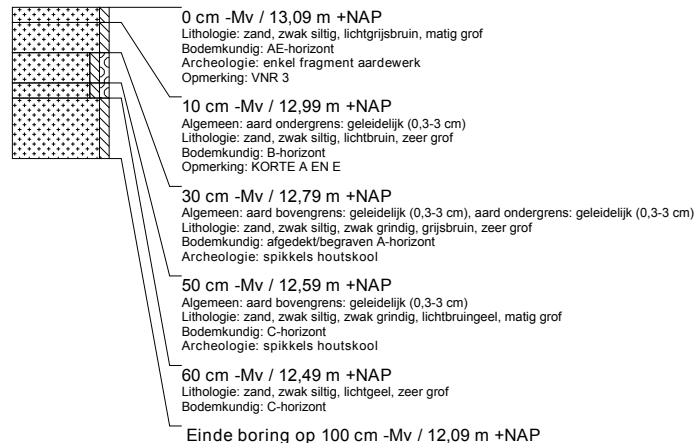 0 cm -Mv / 13,09 m +NAP
Lithologie: zand, zwak siltig, lichtgrijsbruin, matig grof
Bodemkundig: AE-horizont
Archeologie: enkel fragment aardewerk
Opmerking: VNR 3
10 cm -Mv / 12,99 m +NAP
Algemeen: aard ondergrens: geleidelijk (0,3-3 cm)
Lithologie: zand, zwak siltig, lichtbruin, zeer grof
Bodemkundig: B-horizont
Opmerking: KORTE A EN E
30 cm -Mv / 12,79 m +NAP
Algemeen: aard bovengrens: geleidelijk (0,3-3 cm), aard ondergrens: geleidelijk (0,3-3 cm)
Lithologie: zand, zwak siltig, zwak grindig, grijsbruin, zeer grof
Bodemkundig: afgedekt/begraven A-horizont
Archeologie: spikkels houtskool
50 cm -Mv / 12,59 m +NAP
Algemeen: aard bovengrens: geleidelijk (0,3-3 cm)
Lithologie: zand, zwak siltig, zwak grindig, lichtbruingeel, matig grof
Bodemkundig: C-horizont
Archeologie: spikkels houtskool
60 cm -Mv / 12,49 m +NAP
Lithologie: zand, zwak siltig, lichtgeel, zeer grof
Bodemkundig: C-horizont
Einde boring op 100 cm -Mv / 12,09 m +NAP